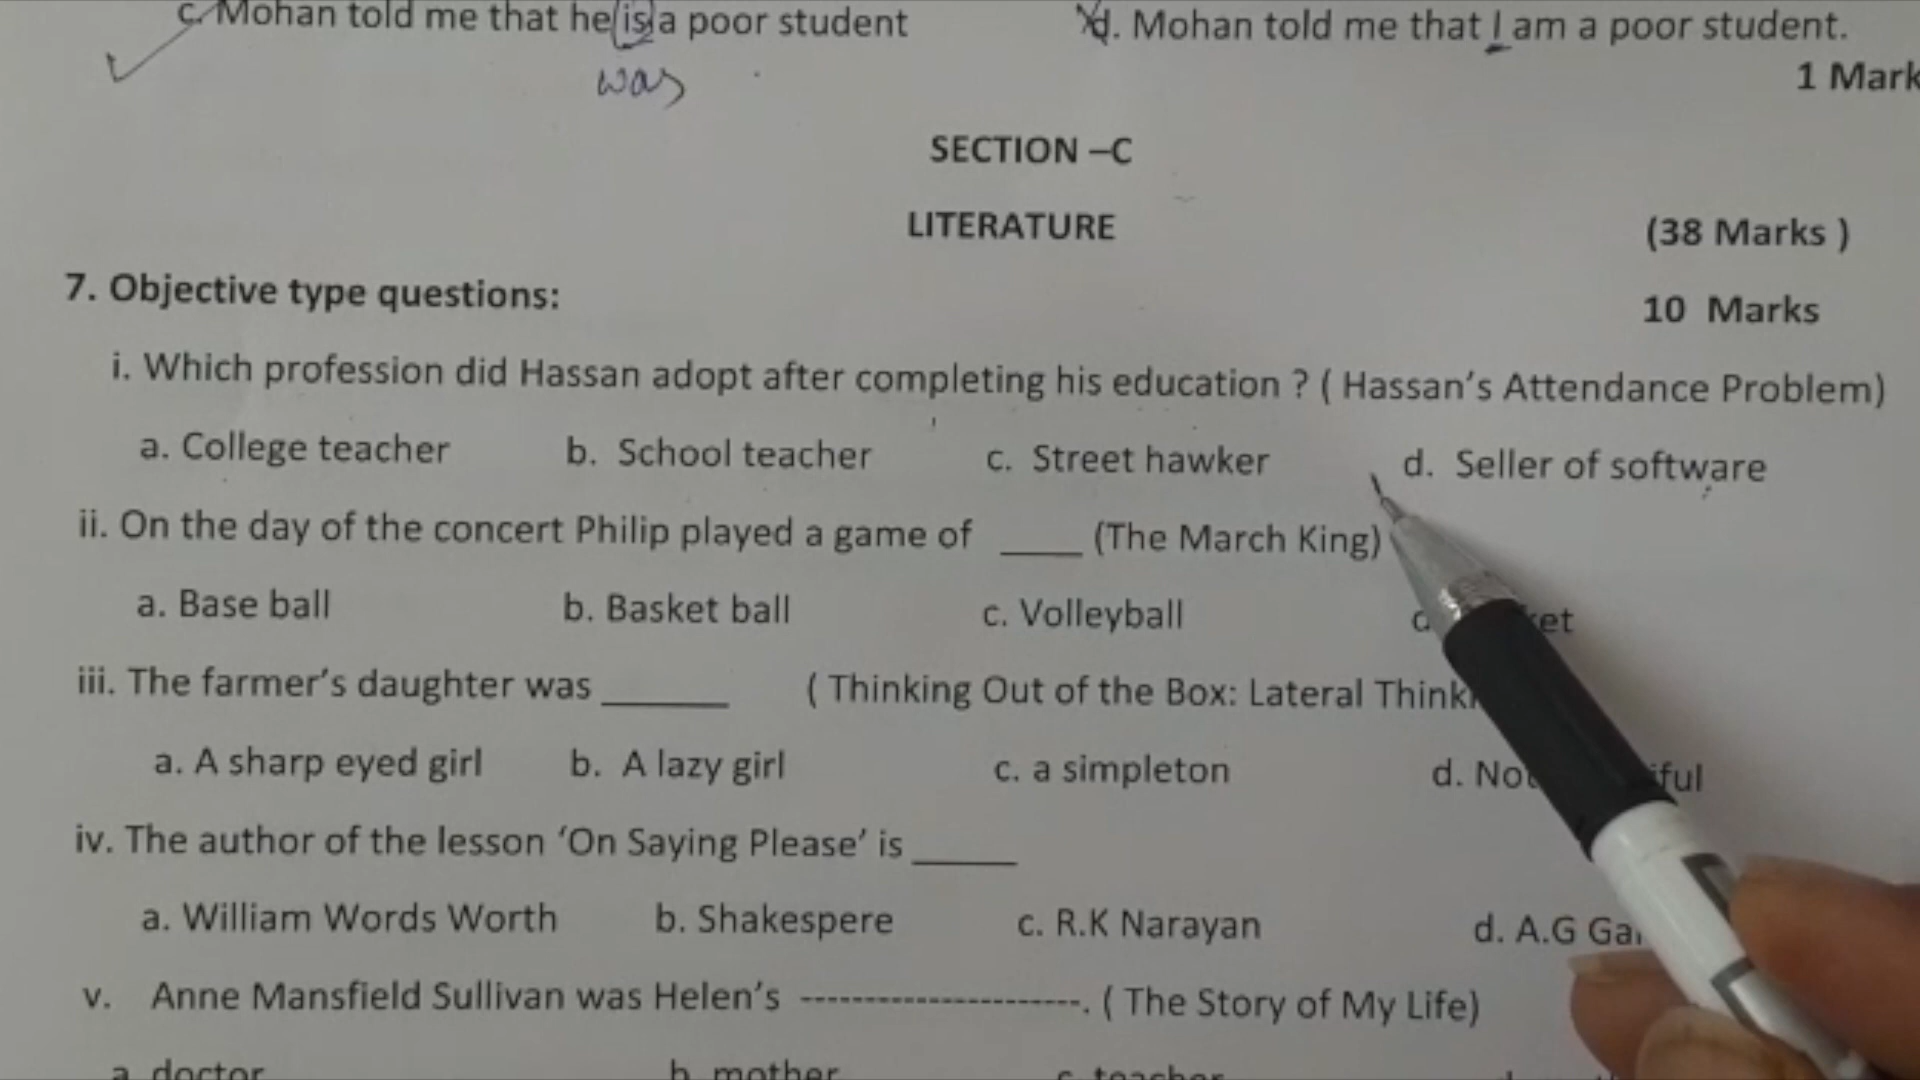 c. Mohan told me that he is a poor student d. Mohan told me that I am a poor student.
was
1 Mark
SECTION –C
LITERATURE (38 Marks )
7. Objective type questions: 10 Marks
i. Which profession did Hassan adopt after completing his education ? ( Hassan's Attendance Problem)
a. College teacher b. School teacher c. Street hawker d. Seller of software
ii. On the day of the concert Philip played a game of ____ (The March King)
a. Base ball b. Basket ball c. Volleyball
iii. The farmer's daughter was ______ ( Thinking Out of the Box: Lateral
a. A sharp eyed girl b. A lazy girl c. a simpleton d.
iv. The author of the lesson ‘On Saying Please’ is _____
a. William Words Worth b. Shakespere c. R.K Narayan d. A.G
v. Anne Mansfield Sullivan was Helen's ----------------------. ( The Story of My Life)
a. doctor b. mother c. teacher